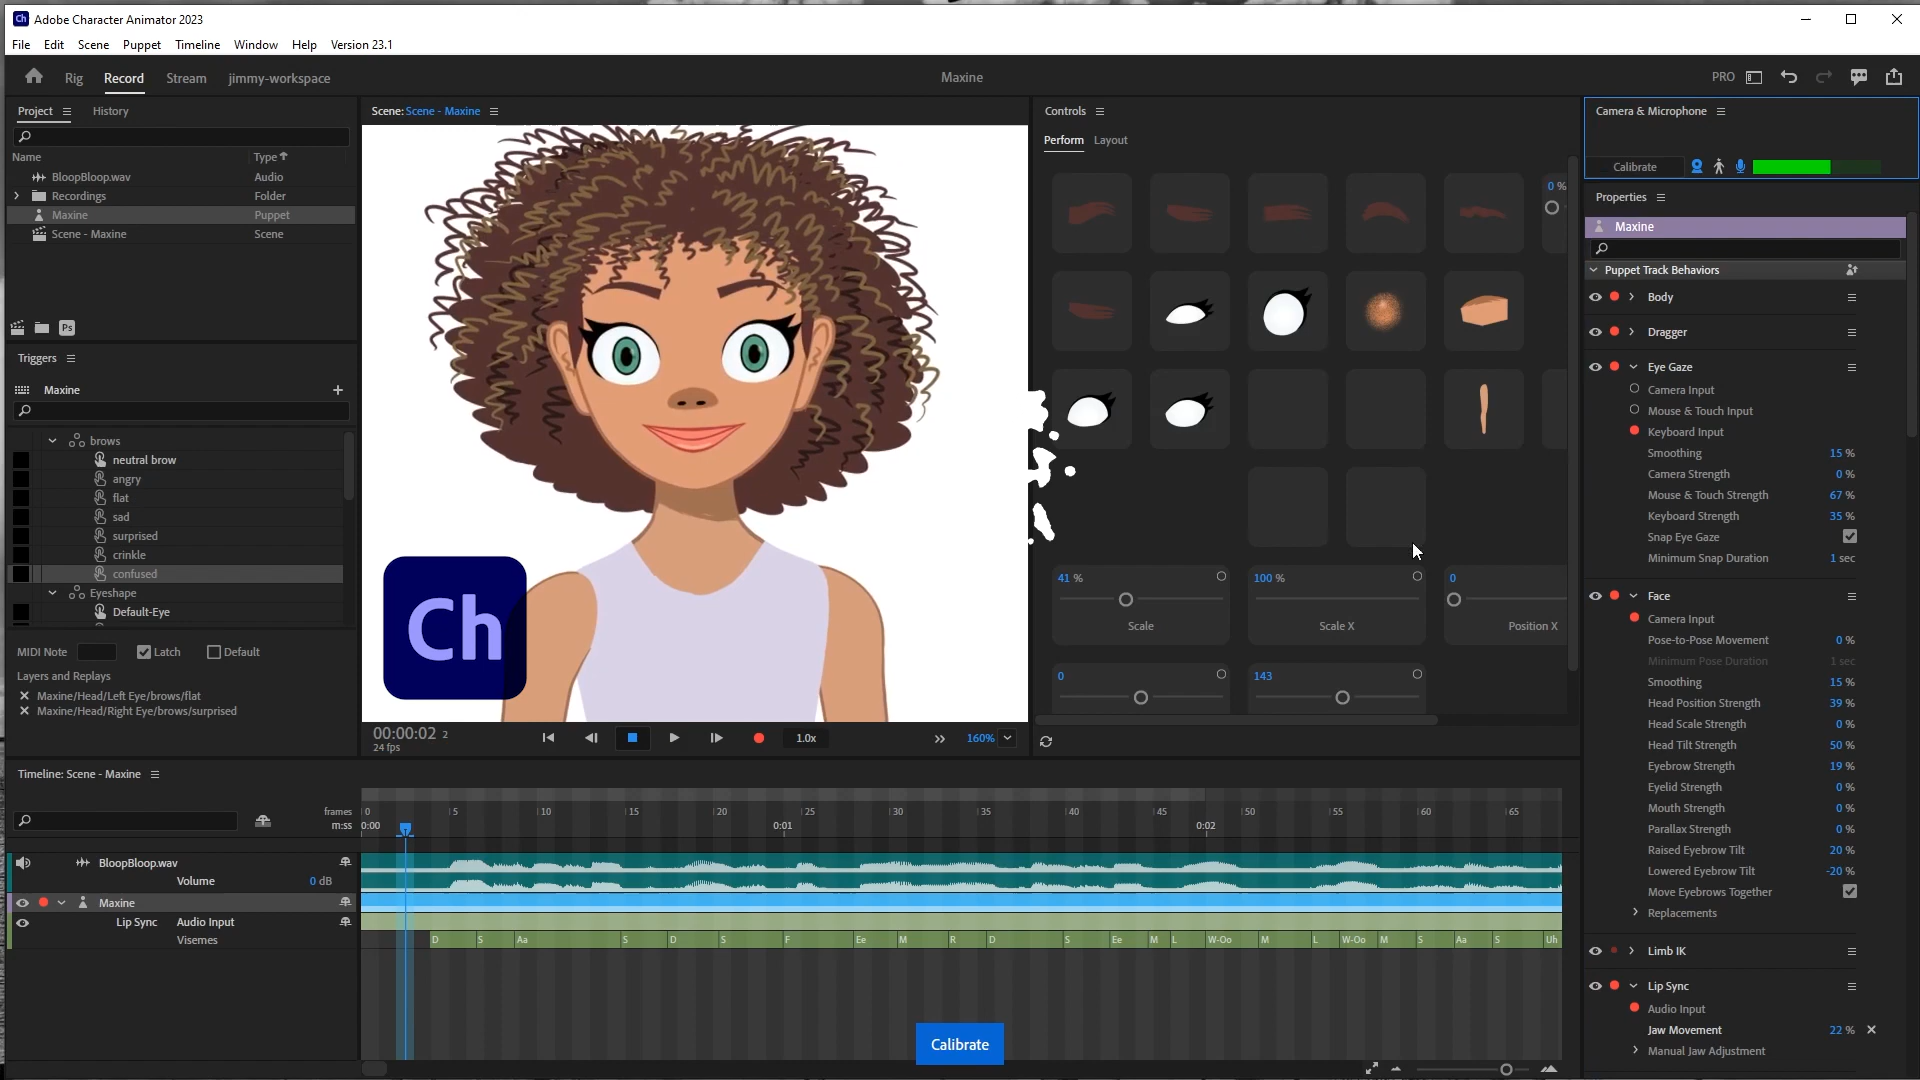 Ch Adobe Character Animator 2023
File Edit Scene Puppet Timeline Window Help Version 23.1
Rig Record Stream jimmy-workspace Maxine PRO
Project History
Name Type
BloopBloop.wav Audio
Recordings Folder
Maxine Puppet
Scene - Maxine Scene
Ps
Triggers
Maxine
brows
neutral brow
angry
flat
sad
surprised
crinkle
confused
Eyeshape
Default-Eye
MIDI Note Latch Default
Layers and Replays
Maxine/Head/Left Eye/brows/flat
Maxine/Head/Right Eye/brows/surprised
Scene: Scene - Maxine
Ch
00:00:02 2
24 fps
1.0x
160%
Controls
Perform Layout
0 %
41 % 100 % 0
Scale Scale X Position X
0 143
Camera & Microphone
Calibrate
Properties
Maxine
Puppet Track Behaviors
Body
Dragger
Eye Gaze
Camera Input
Mouse & Touch Input
Keyboard Input
Smoothing 15 %
Camera Strength 0 %
Mouse & Touch Strength 67 %
Keyboard Strength 35 %
Snap Eye Gaze
Minimum Snap Duration 1 sec
Face
Camera Input
Pose-to-Pose Movement 0 %
Minimum Pose Duration 1 sec
Smoothing 15 %
Head Position Strength 39 %
Head Scale Strength 0 %
Head Tilt Strength 50 %
Eyebrow Strength 19 %
Eyelid Strength 0 %
Mouth Strength 0 %
Parallax Strength 0 %
Raised Eyebrow Tilt 20 %
Lowered Eyebrow Tilt -20 %
Move Eyebrows Together
Replacements
Limb IK
Lip Sync
Audio Input
Jaw Movement 22 %
Manual Jaw Adjustment
Timeline: Scene - Maxine
frames 0 5 10 15 20 25 30 35 40 45 50 55 60 65
m:ss 0:00 0:01 0:02
BloopBloop.wav
Volume 0 dB
Maxine
Lip Sync Audio Input
Visemes D S Aa S D S F Ee M R D S Ee M L W-Oo M L W-Oo M S Aa S Uh
Calibrate